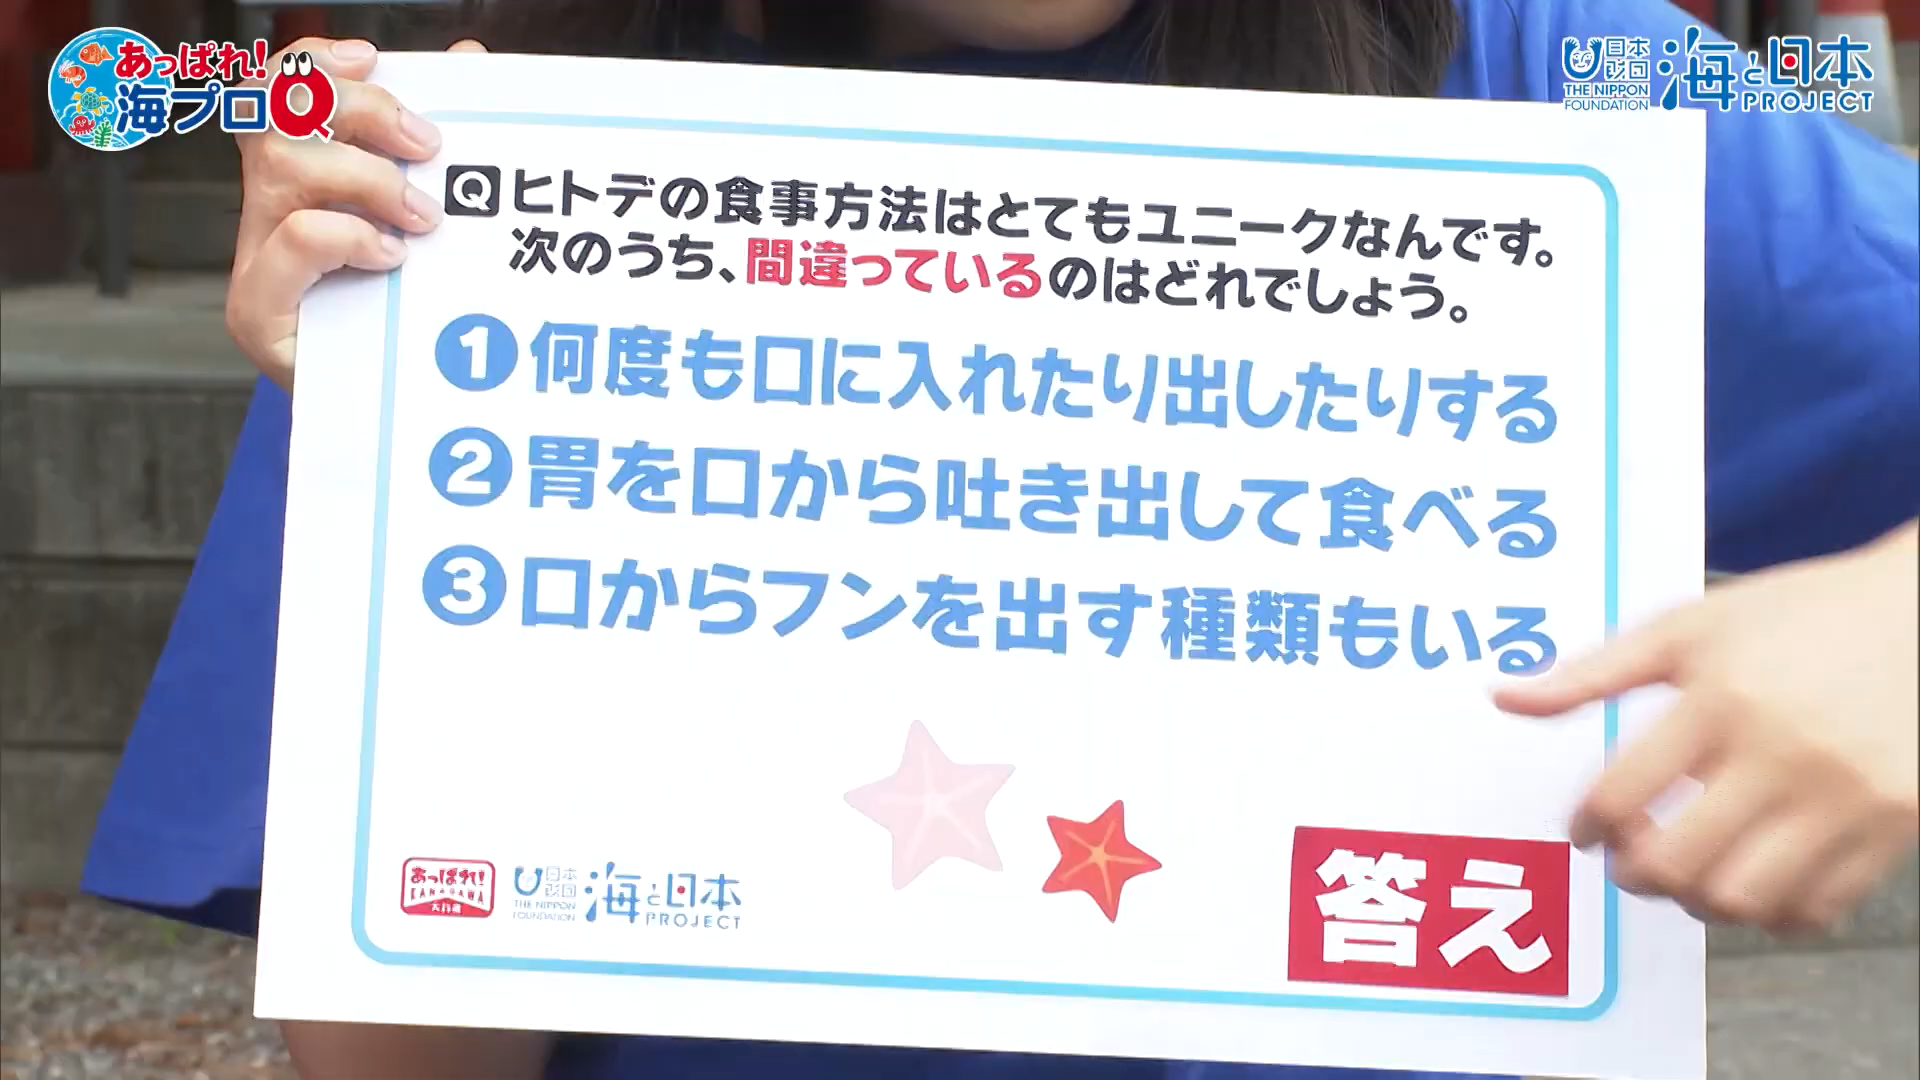 あっぱれ!
海プロQ
日本
財団
THE NIPPON
FOUNDATION
海と日本
PROJECT
Qヒトデの食事方法はとてもユニークなんです。
次のうち、間違っているのはどれでしょう。
1何度も口に入れたり出したりする
2胃を口から吐き出して食べる
3口からフンを出す種類もいる
あっぱれ!
KANAGAWA
大行進
日本
財団
THE NIPPON
FOUNDATION
海と日本
PROJECT
答え